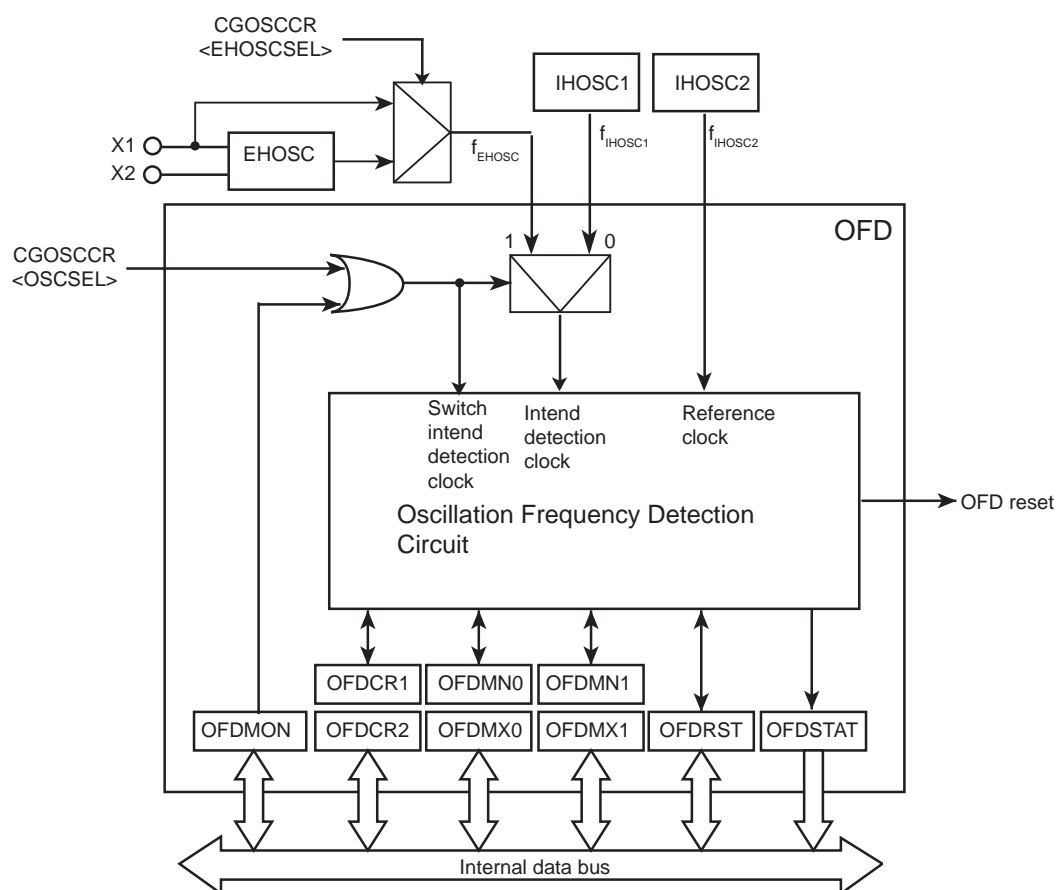 CGOSCCR
<EHOSCSEL>
IHOSC1
IHOSC2
X1
X2
EHOSC
fEHOSC
fIHOSC1
fIHOSC2
OFD
CGOSCCR
<OSCSEL>
1
0
Switch
intend
detection
clock
Intend
detection
clock
Reference
clock
Oscillation Frequency Detection
Circuit
OFD reset
OFDCR1
OFDMN0
OFDMN1
OFDMON
OFDCR2
OFDMX0
OFDMX1
OFDRST
OFDSTAT
Internal data bus